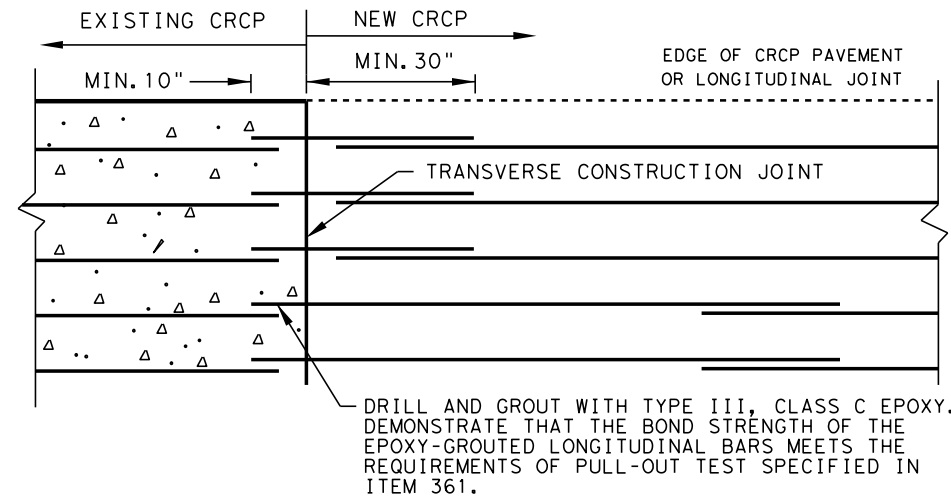 EXISTING CRCP
NEW CRCP
MIN. 10"
MIN. 30"
EDGE OF CRCP PAVEMENT
OR LONGITUDINAL JOINT
TRANSVERSE CONSTRUCTION JOINT
DRILL AND GROUT WITH TYPE III, CLASS C EPOXY.
DEMONSTRATE THAT THE BOND STRENGTH OF THE
EPOXY-GROUTED LONGITUDINAL BARS MEETS THE
REQUIREMENTS OF PULL-OUT TEST SPECIFIED IN
ITEM 361.